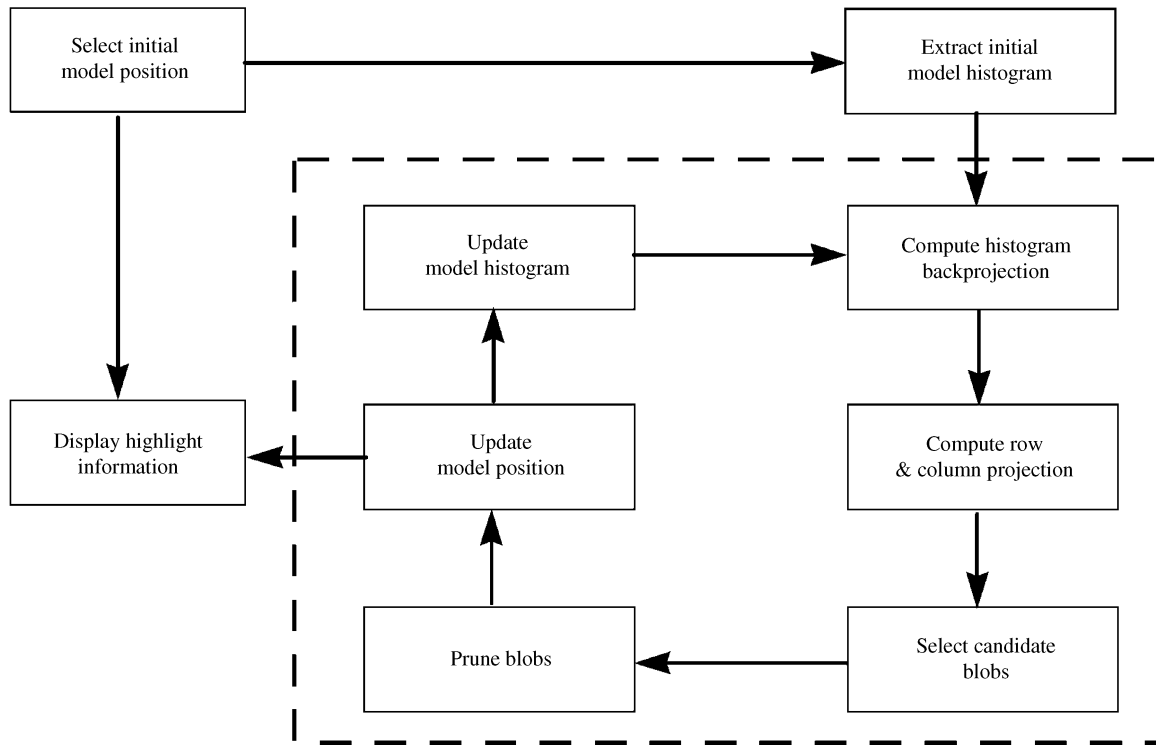 Select initial
model position
Extract initial
model histogram
Update
model histogram
Compute histogram
backprojection
Display highlight
information
Update
model position
Compute row
& column projection
Prune blobs
Select candidate
blobs